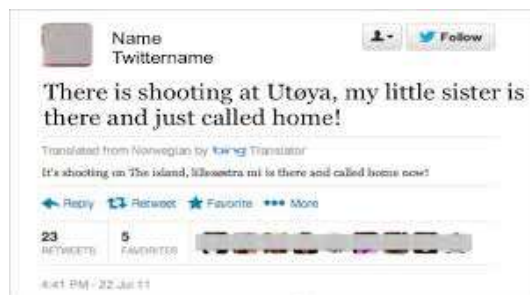 Name
Twittername
Follow
There is shooting at Utøya, my little sister is
there and just called home!
Translated from Norwegian by bing Translator
It's shooting on The island, lillesøstra mi is there and called home now!
Reply Retweet Favorite More
23 5
RETWEETS FAVORITES
4:41 PM - 22 Jul 11